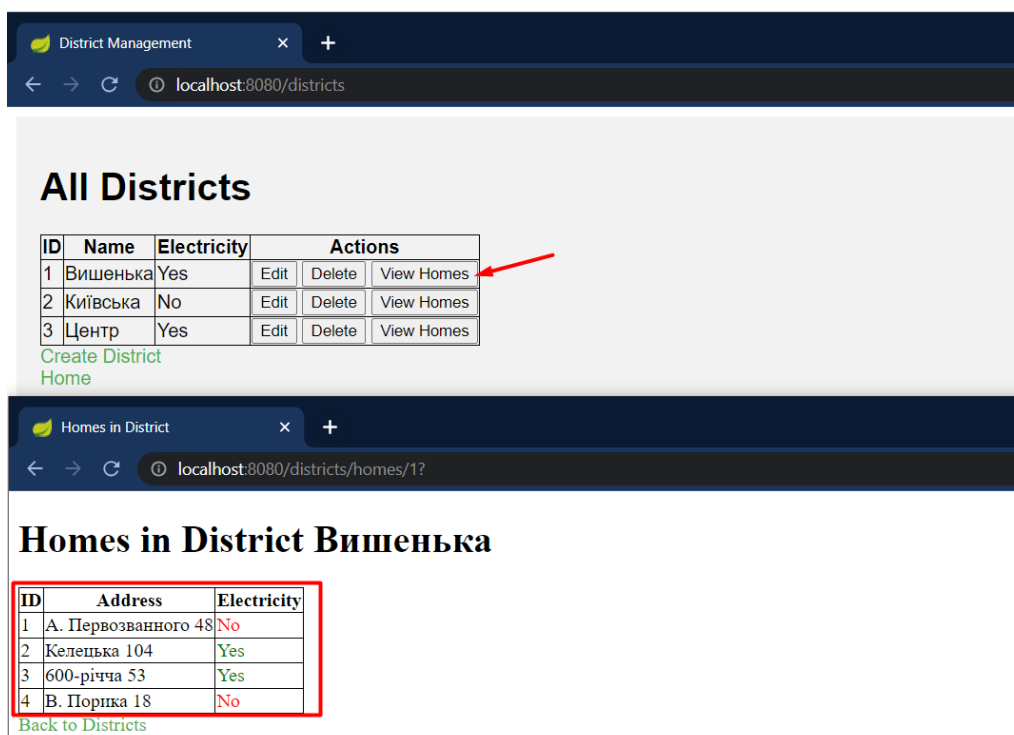 District Management
localhost:8080/districts
All Districts
ID Name Electricity Actions
1 Вишенька Yes Edit Delete View Homes
2 Київська No Edit Delete View Homes
3 Центр Yes Edit Delete View Homes
Create District
Home
Homes in District
localhost:8080/districts/homes/1?
Homes in District Вишенька
ID Address Electricity
1 А. Первозванного 48 No
2 Келецька 104 Yes
3 600-річча 53 Yes
4 В. Порика 18 No
Back to Districts